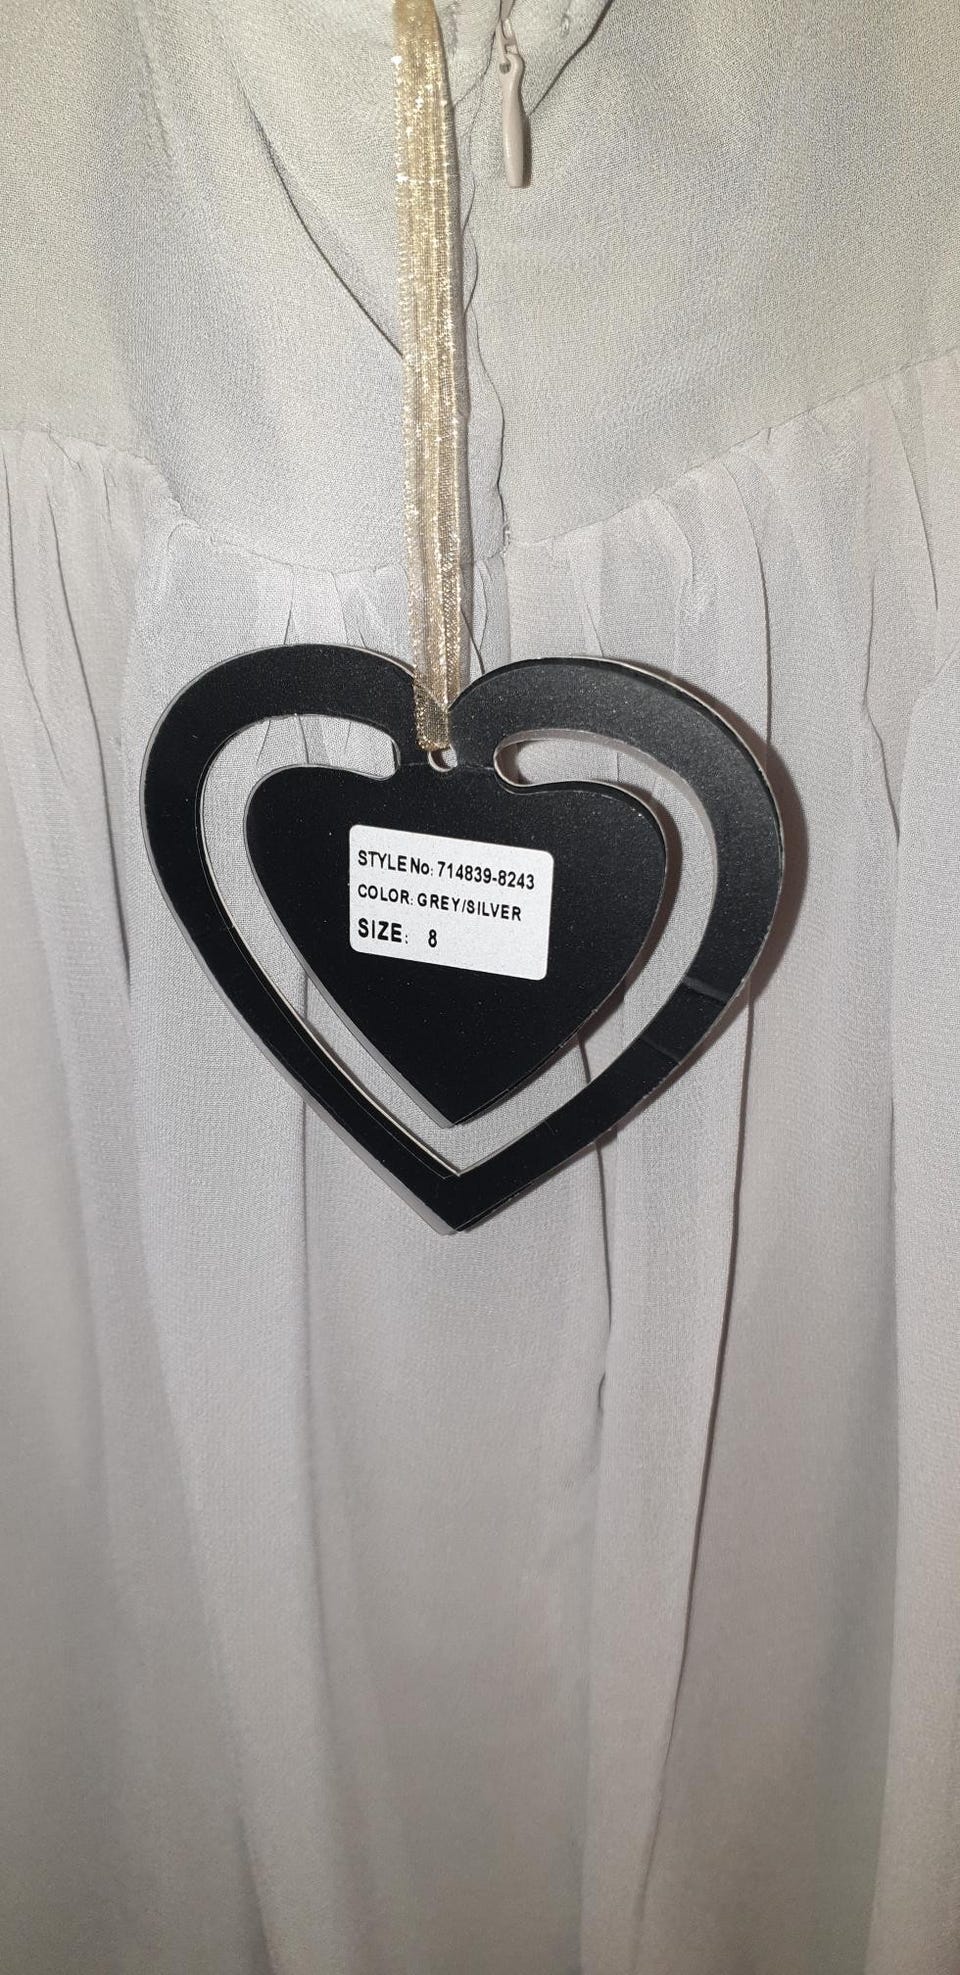 STYLE No: 714839-8243
COLOR: GREY/SILVER
SIZE: 8